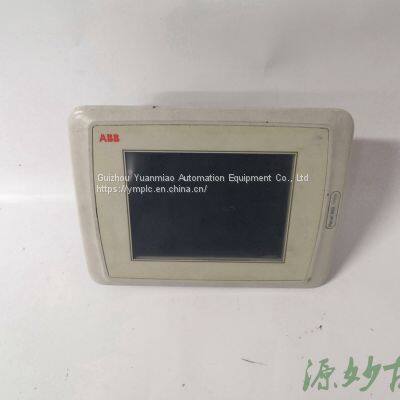 ABB
Guizhou Yuanmiao Automation Equipment Co., Ltd
https://ymplc.en.china.cn/
源妙